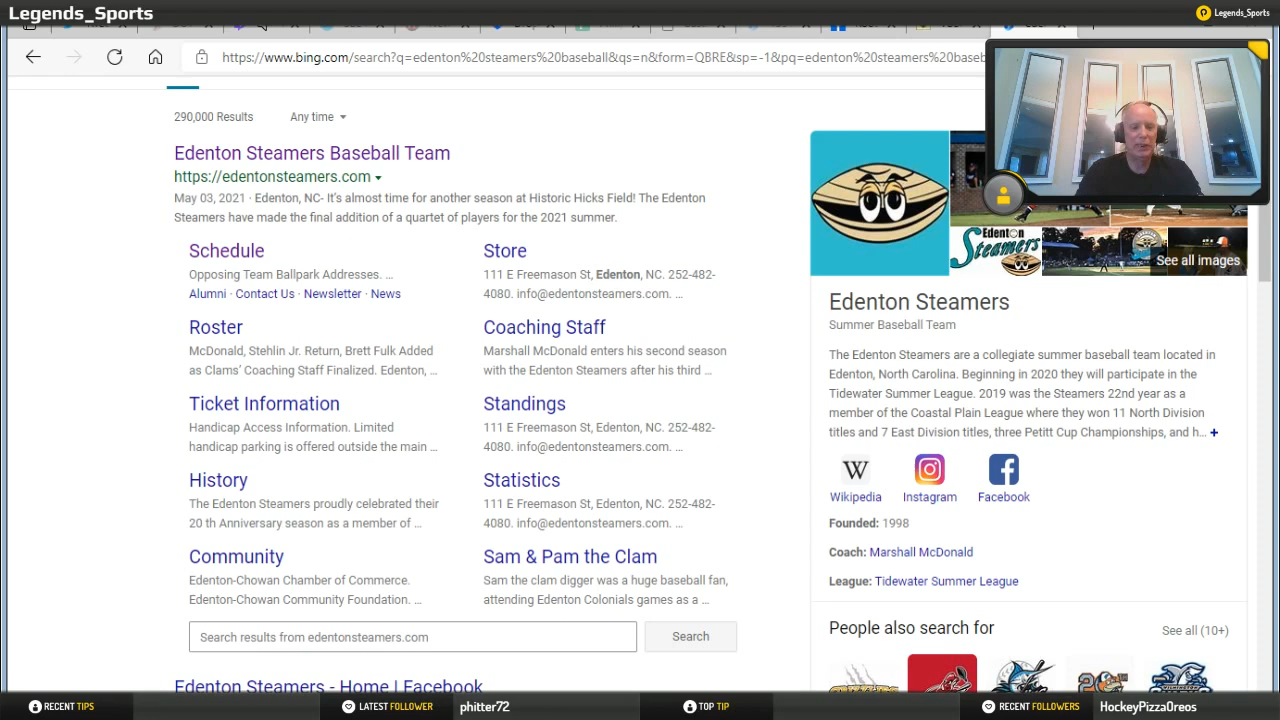 Legends_Sports
Legends_Sports
https://www.bing.com/search?q=edenton%20steamers%20baseball&qs=n&form=QBRE&sp=-1&pq=edenton%20steamers%20baseb
290,000 Results
Any time
Edenton Steamers Baseball Team
https://edentonsteamers.com
May 03, 2021 · Edenton, NC- It's almost time for another season at Historic Hicks Field! The Edenton
Steamers have made the final addition of a quartet of players for the 2021 summer.
Schedule
Opposing Team Ballpark Addresses. ...
Alumni · Contact Us · Newsletter · News
Store
111 E Freemason St, Edenton, NC. 252-482-
4080. info@edentonsteamers.com. ...
Roster
McDonald, Stehlin Jr. Return, Brett Fulk Added
as Clams' Coaching Staff Finalized. Edenton, ...
Coaching Staff
Marshall McDonald enters his second season
with the Edenton Steamers after his third ...
Ticket Information
Handicap Access Information. Limited
handicap parking is offered outside the main ...
Standings
111 E Freemason St, Edenton, NC. 252-482-
4080. info@edentonsteamers.com. ...
History
The Edenton Steamers proudly celebrated their
20 th Anniversary season as a member of ...
Statistics
111 E Freemason St, Edenton, NC. 252-482-
4080. info@edentonsteamers.com. ...
Community
Edenton-Chowan Chamber of Commerce.
Edenton-Chowan Community Foundation. ...
Sam & Pam the Clam
Sam the clam digger was a huge baseball fan,
attending Edenton Colonials games as a ...
Search results from edentonsteamers.com
Search
Edenton Steamers - Home | Facebook
Edenton
Steamers
See all images
Edenton Steamers
Summer Baseball Team
The Edenton Steamers are a collegiate summer baseball team located in
Edenton, North Carolina. Beginning in 2020 they will participate in the
Tidewater Summer League. 2019 was the Steamers 22nd year as a
member of the Coastal Plain League where they won 11 North Division
titles and 7 East Division titles, three Petitt Cup Championships, and h... +
W
Wikipedia
Instagram
Facebook
Founded: 1998
Coach: Marshall McDonald
League: Tidewater Summer League
People also search for
See all (10+)
RECENT TIPS
LATEST FOLLOWER
phitter72
TOP TIP
RECENT FOLLOWERS
HockeyPizzaOreos